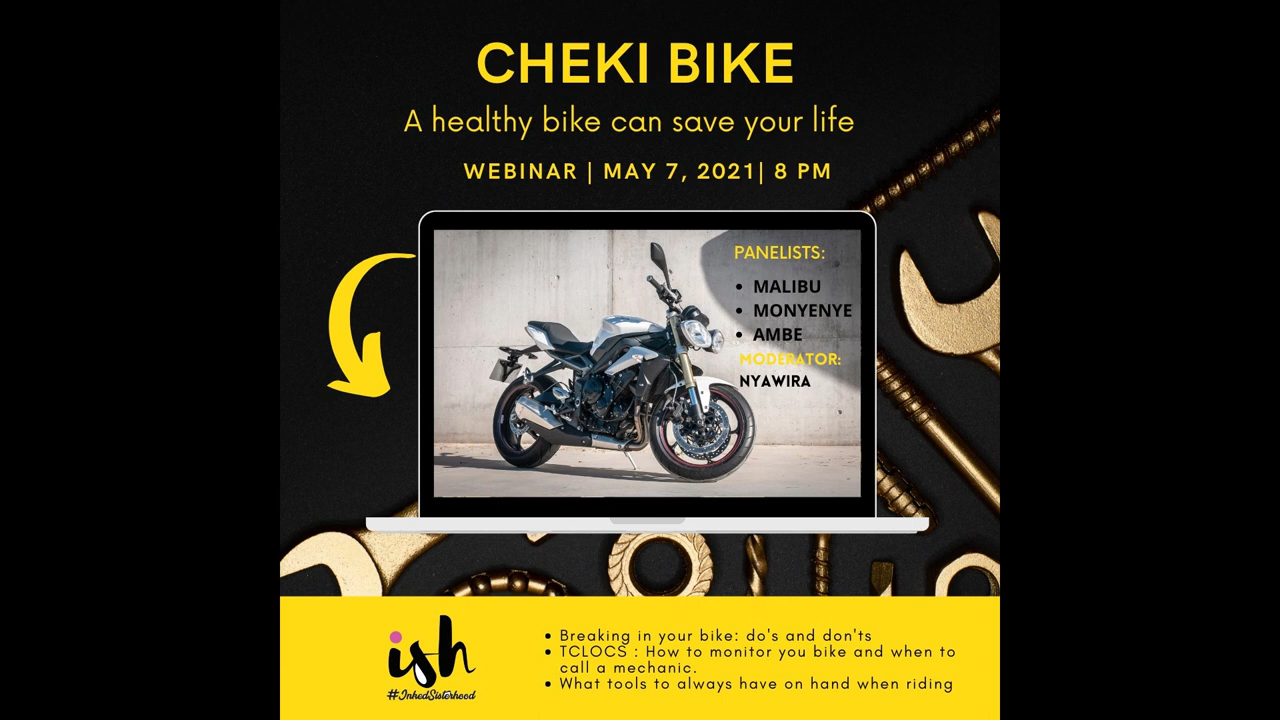 CHEKI BIKE
A healthy bike can save your life
WEBINAR | MAY 7, 2021| 8 PM
PANELISTS:
• MALIBU
• MONYENYE
• AMBE
MODERATOR:
NYAWIRA
ish
#InkedSisterhood
• Breaking in your bike: do's and don'ts
• TCLOCS : How to monitor you bike and when to
call a mechanic.
• What tools to always have on hand when riding